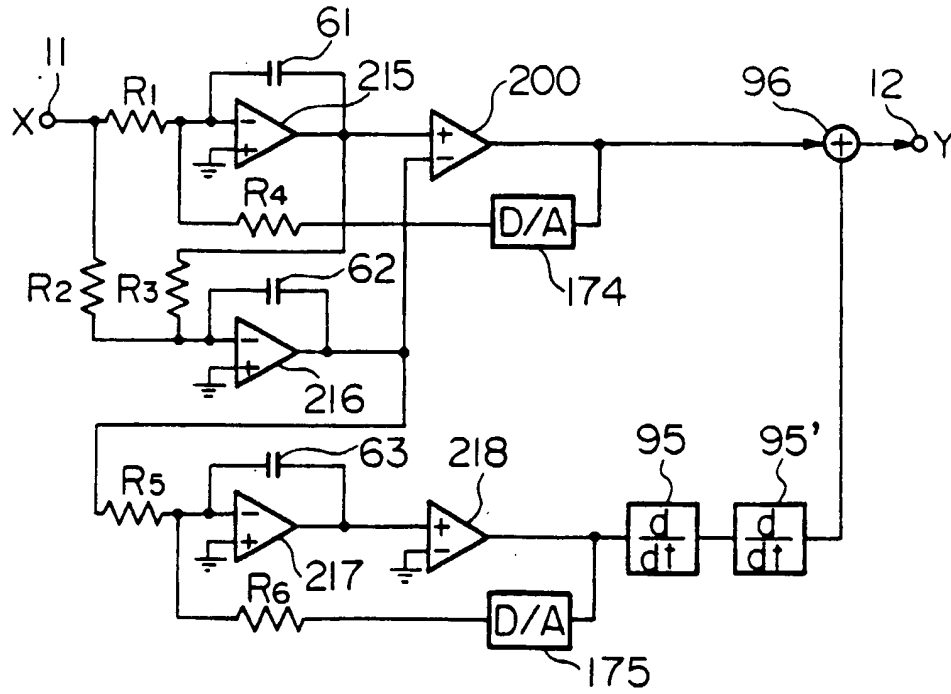 61
11
215
200
96
12
X
R1
-
+
+
-
+
Y
R4
D/A
174
R2
R3
62
-
+
216
63
218
95
95'
R5
-
+
+
-
d/dt
d/dt
217
R6
D/A
175